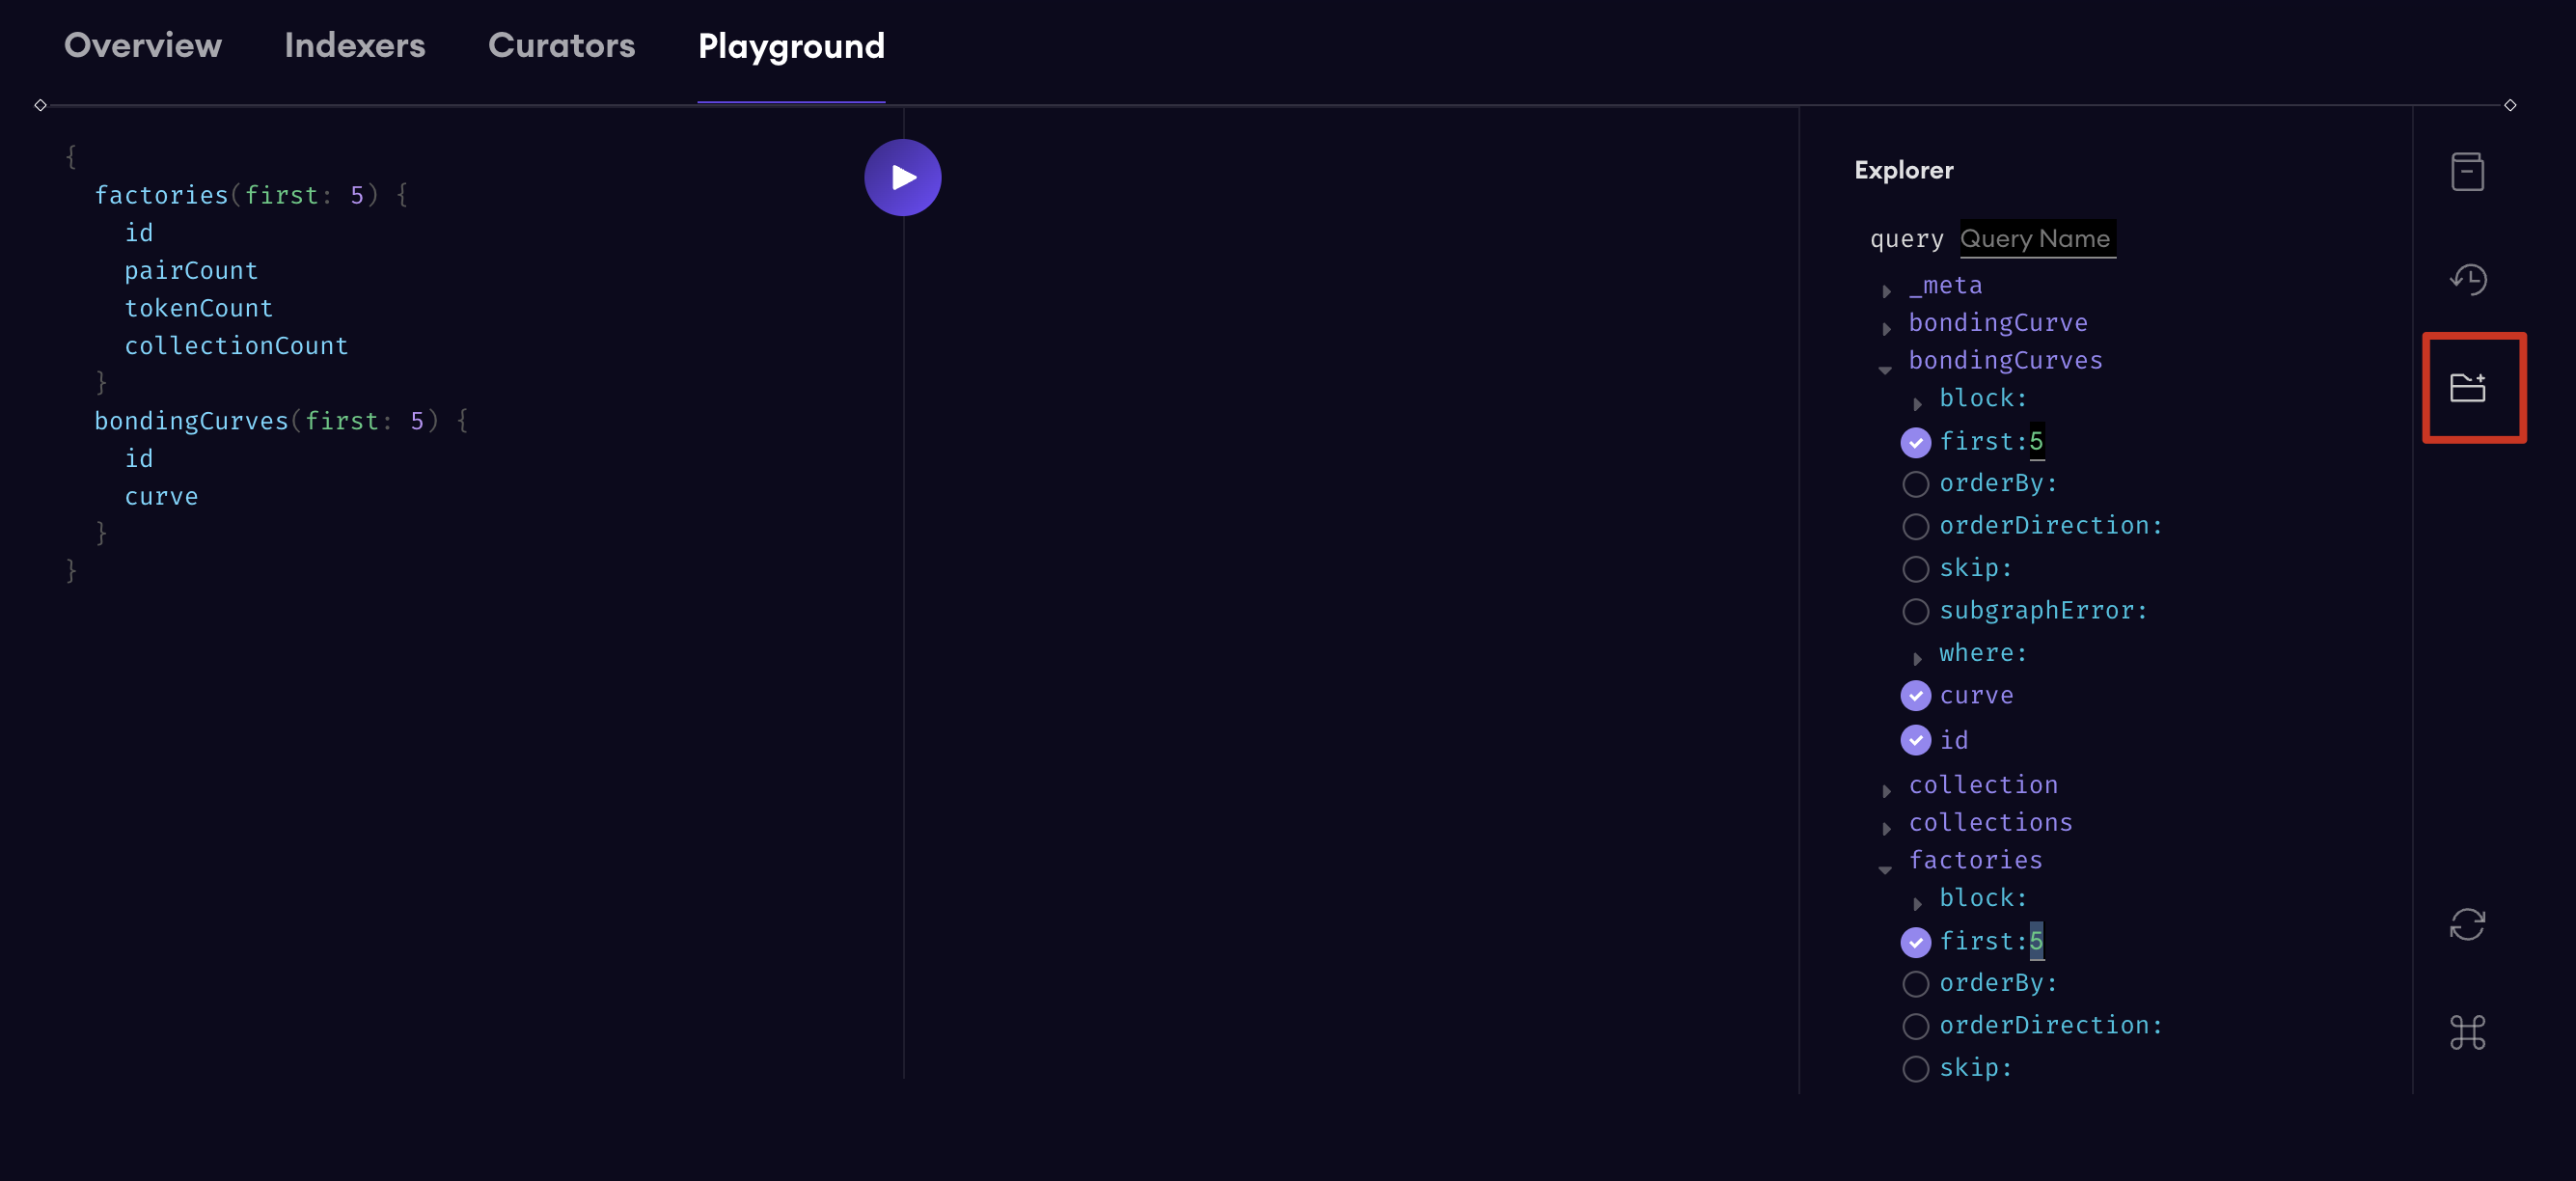 Overview Indexers Curators Playground
{
factories(first: 5) {
id
pairCount
tokenCount
collectionCount
}
bondingCurves(first: 5) {
id
curve
}
}
Explorer
query Query Name
_meta
bondingCurve
bondingCurves
block:
first:5
orderBy:
orderDirection:
skip:
subgraphError:
where:
curve
id
collection
collections
factories
block:
first:5
orderBy:
orderDirection:
skip: